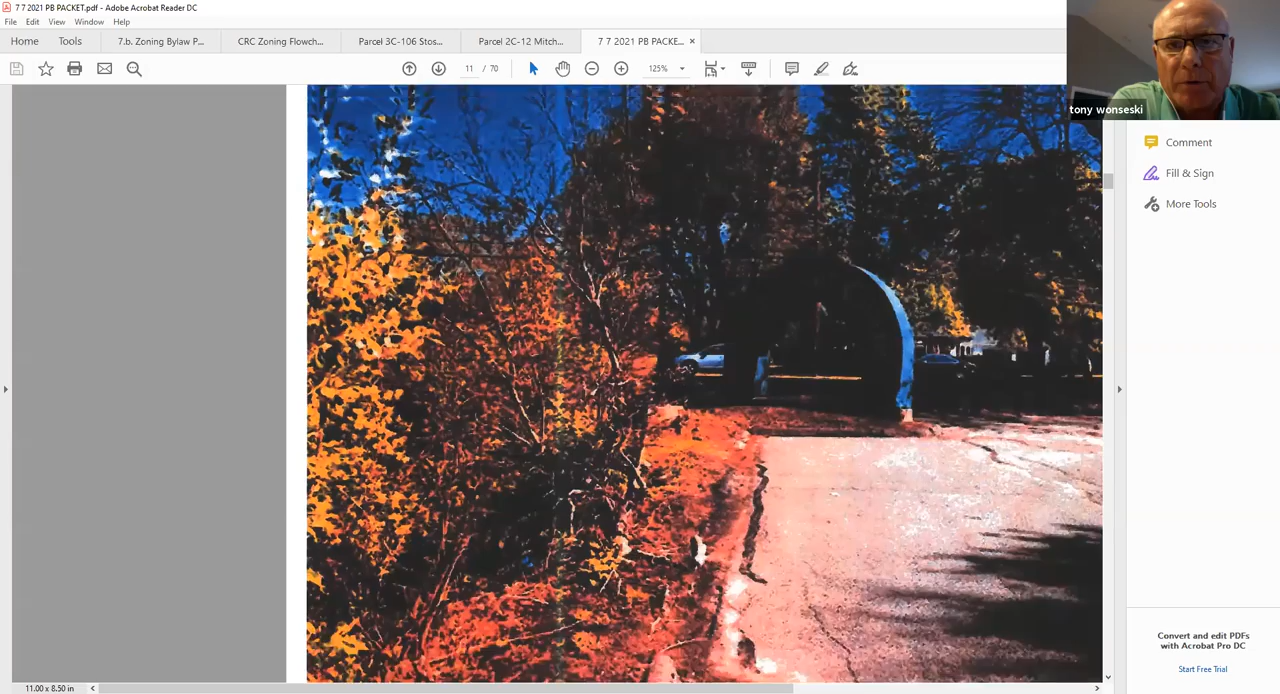 7 7 2021 PB PACKET.pdf - Adobe Acrobat Reader DC
File Edit View Window Help
Home Tools 7.b. Zoning Bylaw P... CRC Zoning Flowch... Parcel 3C-106 Stos... Parcel 2C-12 Mitch... 7 7 2021 PB PACKE... ×
11 / 70 125%
tony wonseski
Comment
Fill & Sign
More Tools
Convert and edit PDFs
with Acrobat Pro DC
Start Free Trial
11.00 x 8.50 in